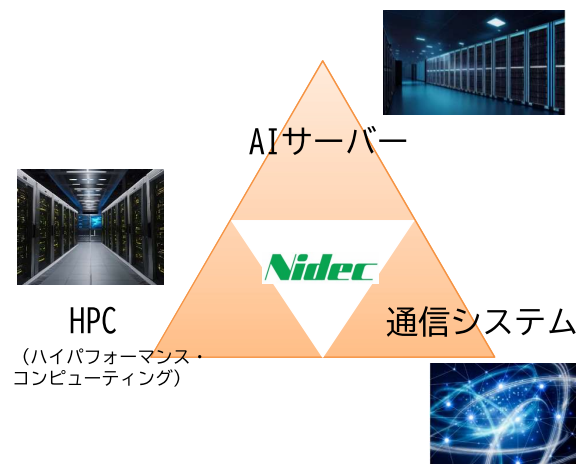 AIサーバー
Nidec
HPC
（ハイパフォーマンス・
コンピューティング）
通信システム